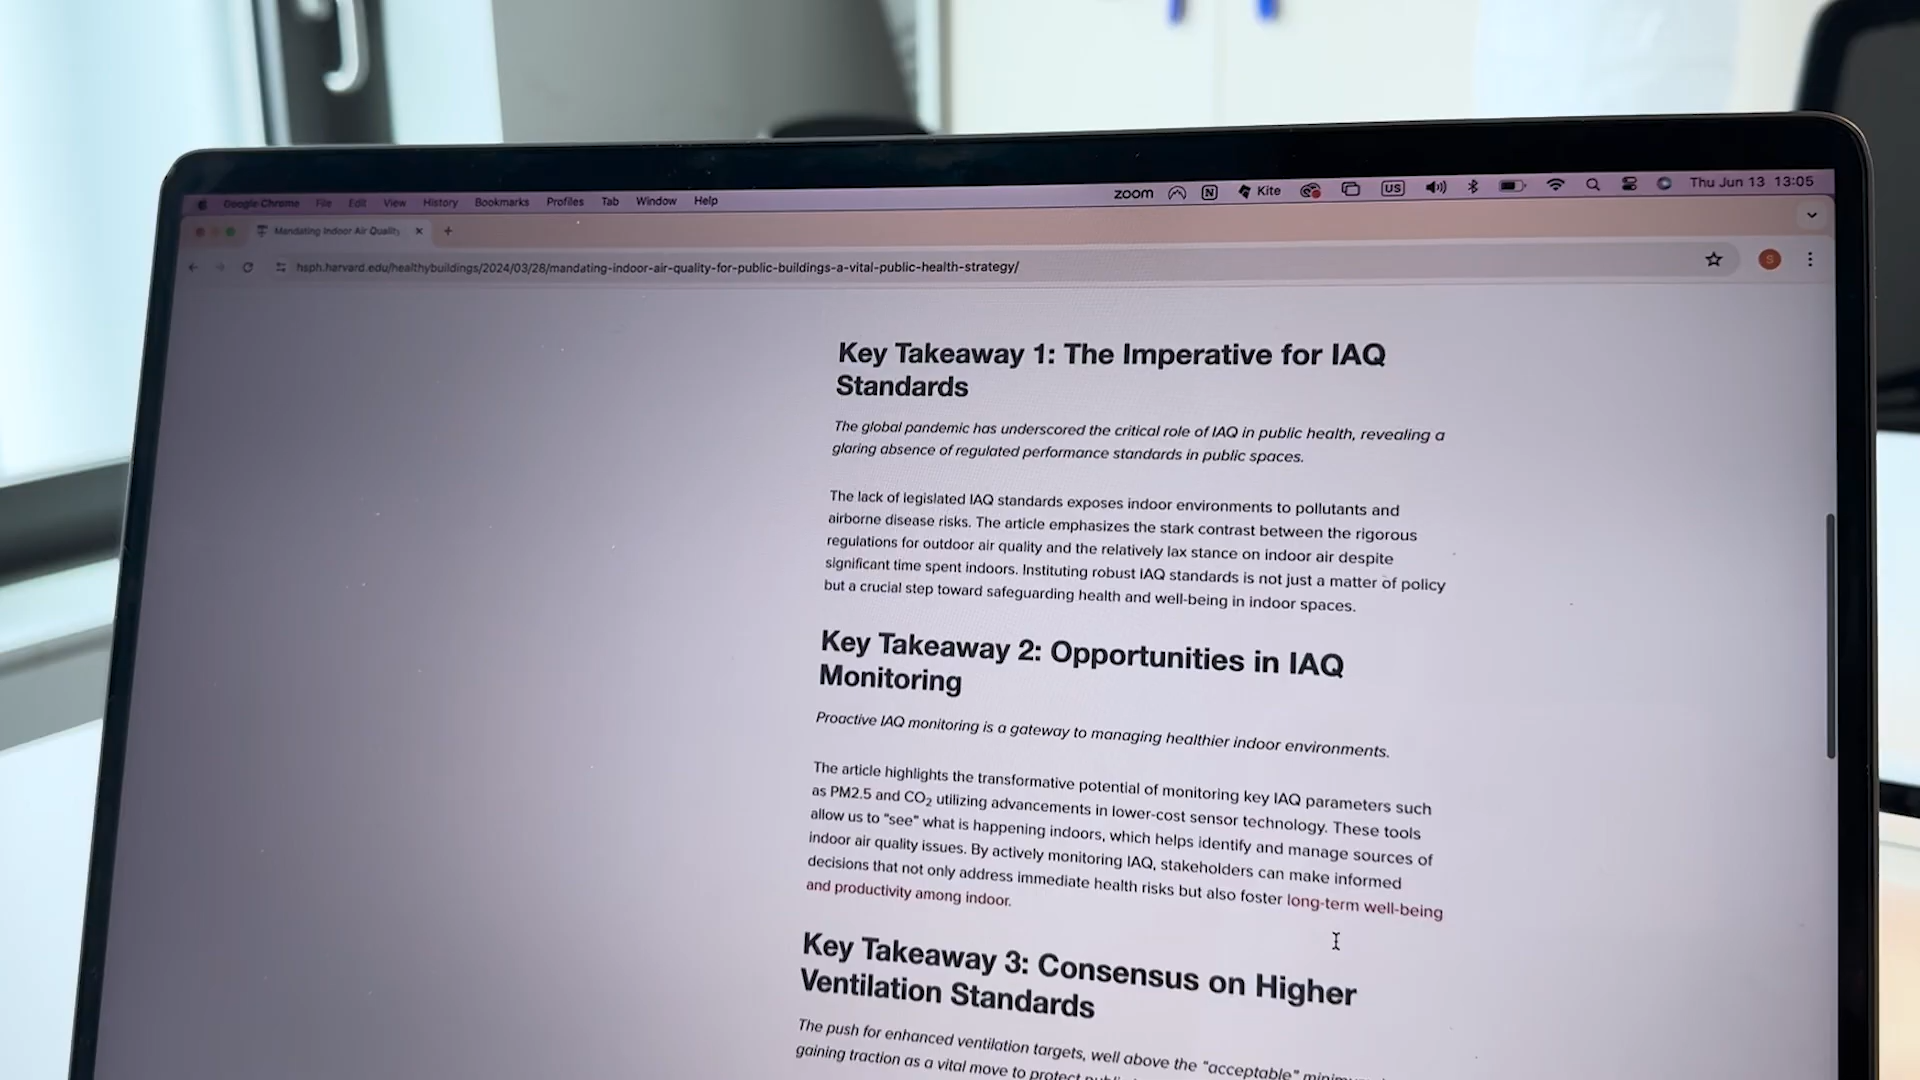 Google Chrome File Edit View History Bookmarks Profiles Tab Window Help zoom Kite US Thu Jun 13 13:05
Mandating Indoor Air Quality
hsph.harvard.edu/healthybuildings/2024/03/28/mandating-indoor-air-quality-for-public-buildings-a-vital-public-health-strategy/ S
Key Takeaway 1: The Imperative for IAQ
Standards
The global pandemic has underscored the critical role of IAQ in public health, revealing a
glaring absence of regulated performance standards in public spaces.
The lack of legislated IAQ standards exposes indoor environments to pollutants and
airborne disease risks. The article emphasizes the stark contrast between the rigorous
regulations for outdoor air quality and the relatively lax stance on indoor air despite
significant time spent indoors. Instituting robust IAQ standards is not just a matter of policy
but a crucial step toward safeguarding health and well-being in indoor spaces.
Key Takeaway 2: Opportunities in IAQ
Monitoring
Proactive IAQ monitoring is a gateway to managing healthier indoor environments.
The article highlights the transformative potential of monitoring key IAQ parameters such
as PM2.5 and CO₂ utilizing advancements in lower-cost sensor technology. These tools
allow us to "see" what is happening indoors, which helps identify and manage sources of
indoor air quality issues. By actively monitoring IAQ, stakeholders can make informed
decisions that not only address immediate health risks but also foster long-term well-being
and productivity among indoor.
Key Takeaway 3: Consensus on Higher
Ventilation Standards
The push for enhanced ventilation targets, well above the "acceptable"
gaining traction as a vital move to protect